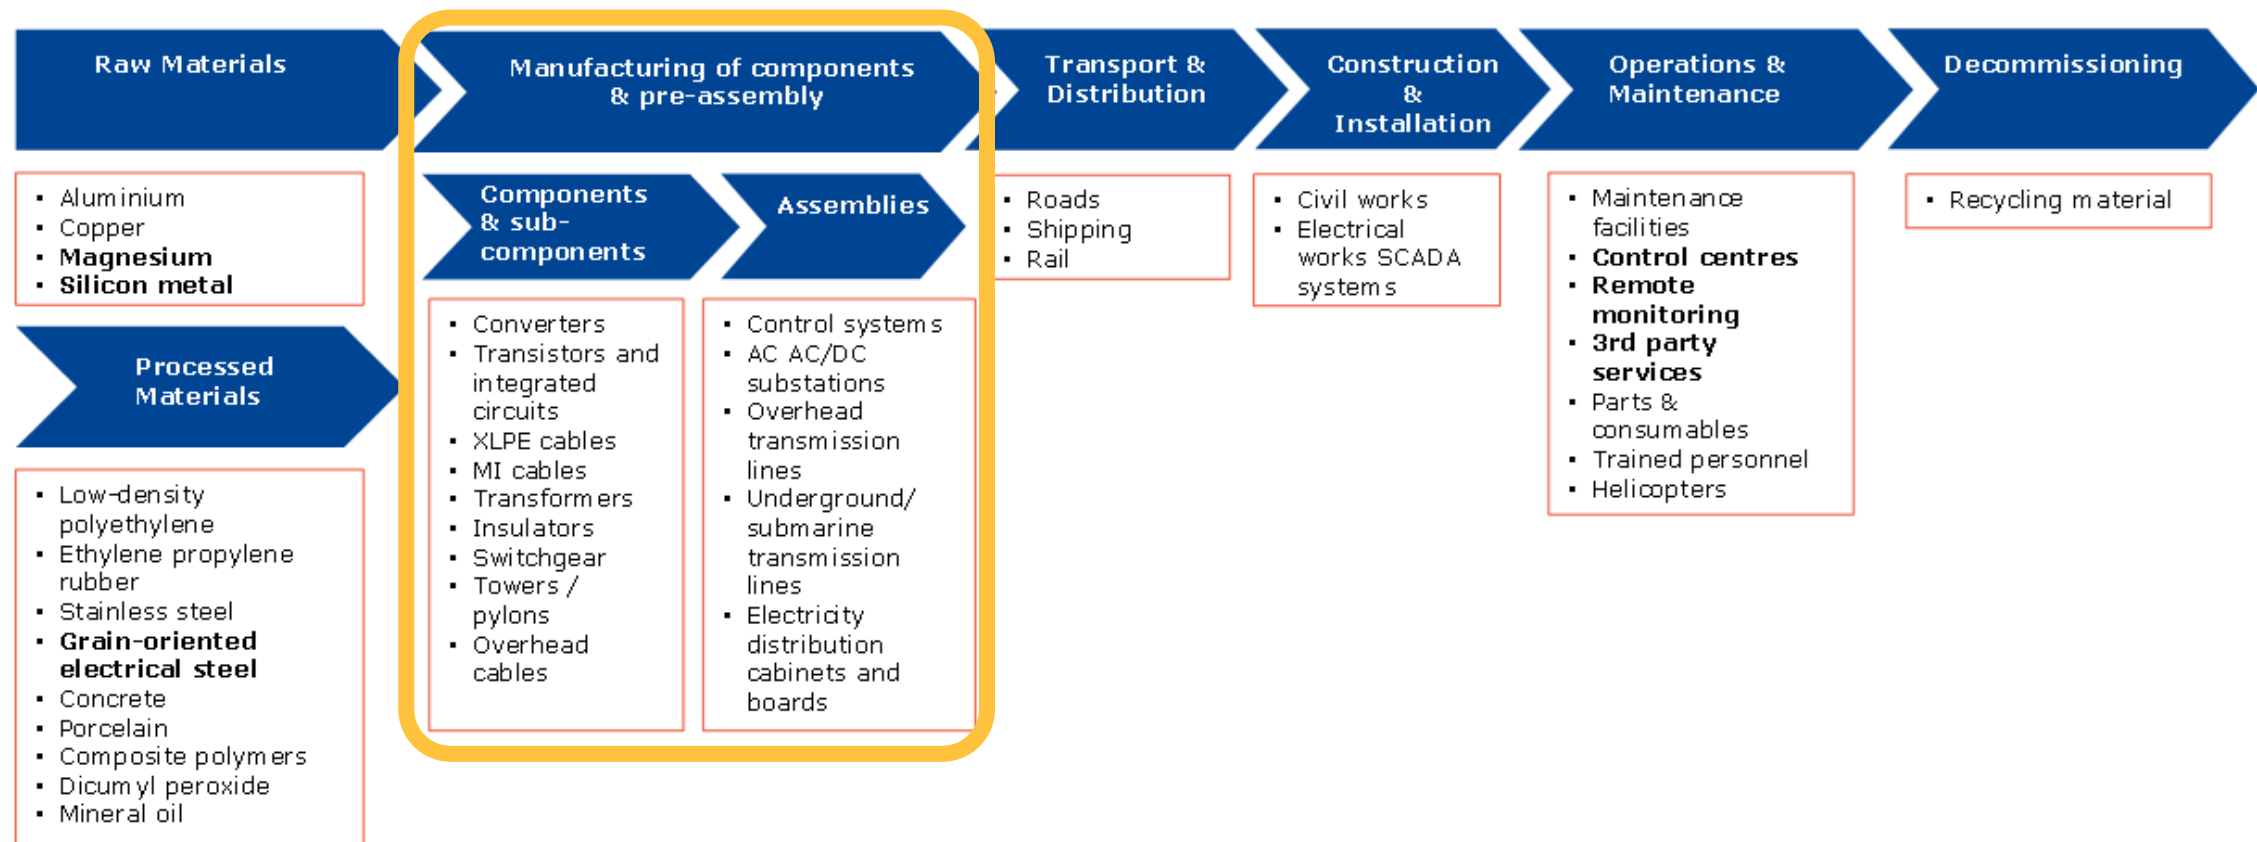 Raw Materials
▪ Aluminium
▪ Copper
▪ Magnesium
▪ Silicon metal
Processed
Materials
▪ Low-density
polyethylene
▪ Ethylene propylene
rubber
▪ Stainless steel
▪ Grain-oriented
electrical steel
▪ Concrete
▪ Porcelain
▪ Composite polymers
▪ Dicumyl peroxide
▪ Mineral oil
Manufacturing of components
& pre-assembly
Components
& sub-
components
▪ Converters
▪ Transistors and
integrated
circuits
▪ XLPE cables
▪ MI cables
▪ Transformers
▪ Insulators
▪ Switchgear
▪ Towers /
pylons
▪ Overhead
cables
Assemblies
▪ Control systems
▪ AC AC/DC
substations
▪ Overhead
transmission
lines
▪ Underground/
submarine
transmission
lines
▪ Electricity
distribution
cabinets and
boards
Transport &
Distribution
▪ Roads
▪ Shipping
▪ Rail
Construction
&
Installation
▪ Civil works
▪ Electrical
works SCADA
systems
Operations &
Maintenance
▪ Maintenance
facilities
▪ Control centres
▪ Remote
monitoring
▪ 3rd party
services
▪ Parts &
consumables
▪ Trained personnel
▪ Helicopters
Decommissioning
▪ Recycling material